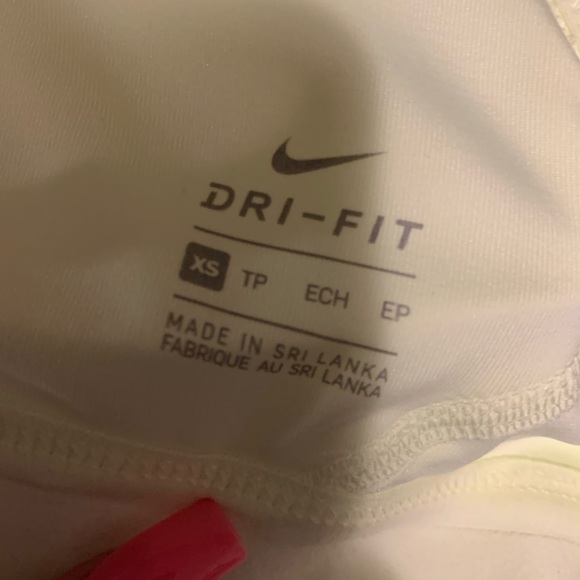 DRI-FIT
XS TP ECH EP
MADE IN SRI LANKA
FABRIQUE AU SRI LANKA